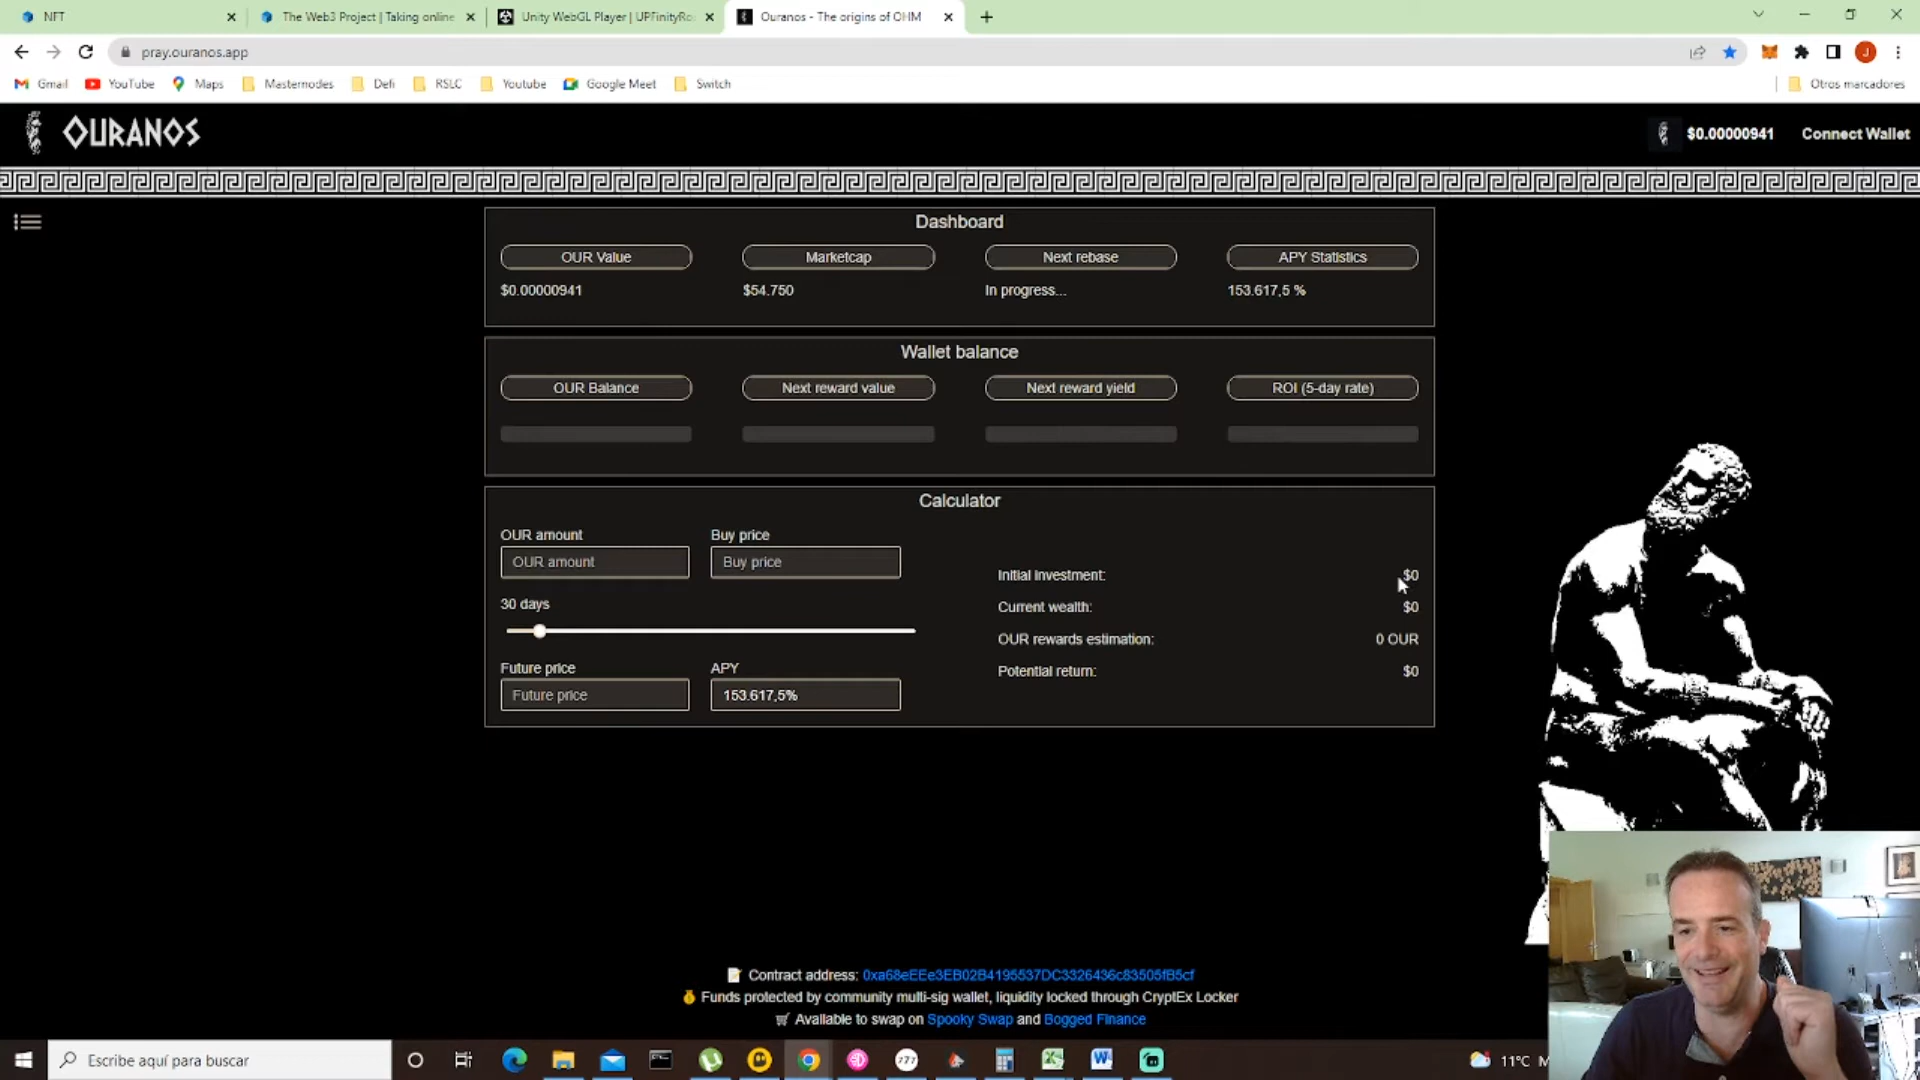 NFT
The Web3 Project | Taking online
Unity WebGL Player | UPFinityRo
Ouranos - The origins of OHM
pray.ouranos.app
J
Gmail YouTube Maps Masternodes Defi RSLC Youtube Google Meet Switch Otros marcadores
OURANOS
$0.00000941 Connect Wallet
Dashboard
OUR Value Marketcap Next rebase APY Statistics
$0.00000941 $54.750 In progress... 153.617,5 %
Wallet balance
OUR Balance Next reward value Next reward yield ROI (5-day rate)
Calculator
OUR amount Buy price
OUR amount Buy price
30 days
Future price APY
Future price 153.617,5%
Initial investment: $0
Current wealth: $0
OUR rewards estimation: 0 OUR
Potential return: $0
Contract address: 0xa68eEEe3EB02B4195537DC3326436c83505fB5cf
Funds protected by community multi-sig wallet, liquidity locked through CryptEx Locker
Available to swap on Spooky Swap and Bogged Finance
Escribe aquí para buscar
777
11°C M